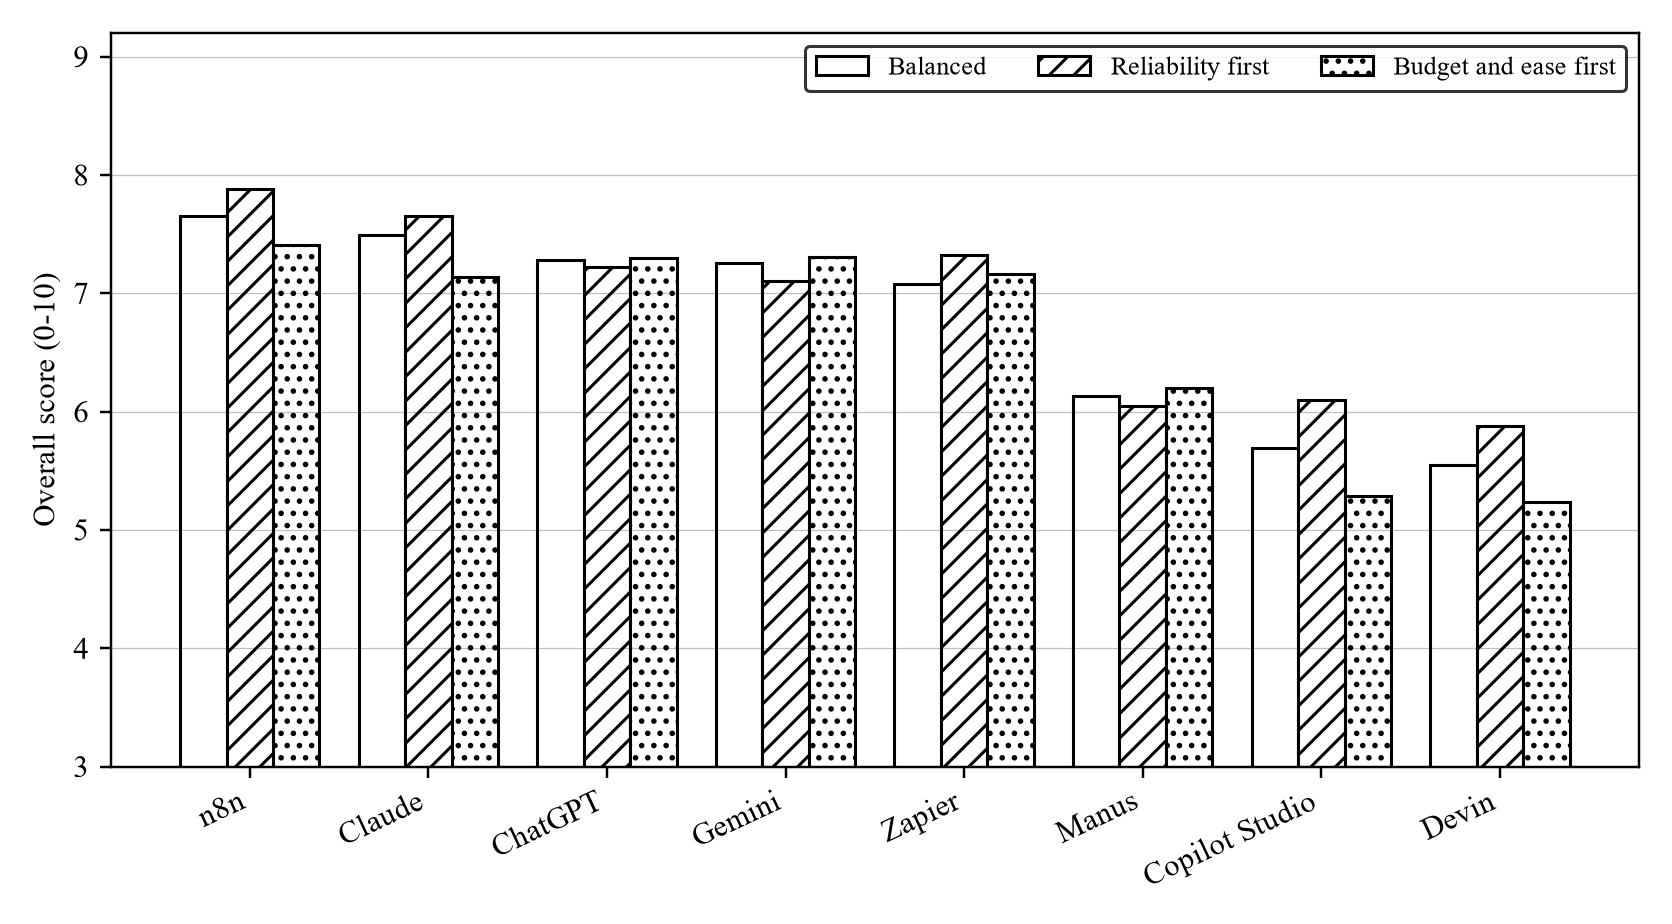 9
8
7
6
5
4
3
Overall score (0-10)
Balanced
Reliability first
Budget and ease first
n8n
Claude
ChatGPT
Gemini
Zapier
Manus
Copilot Studio
Devin